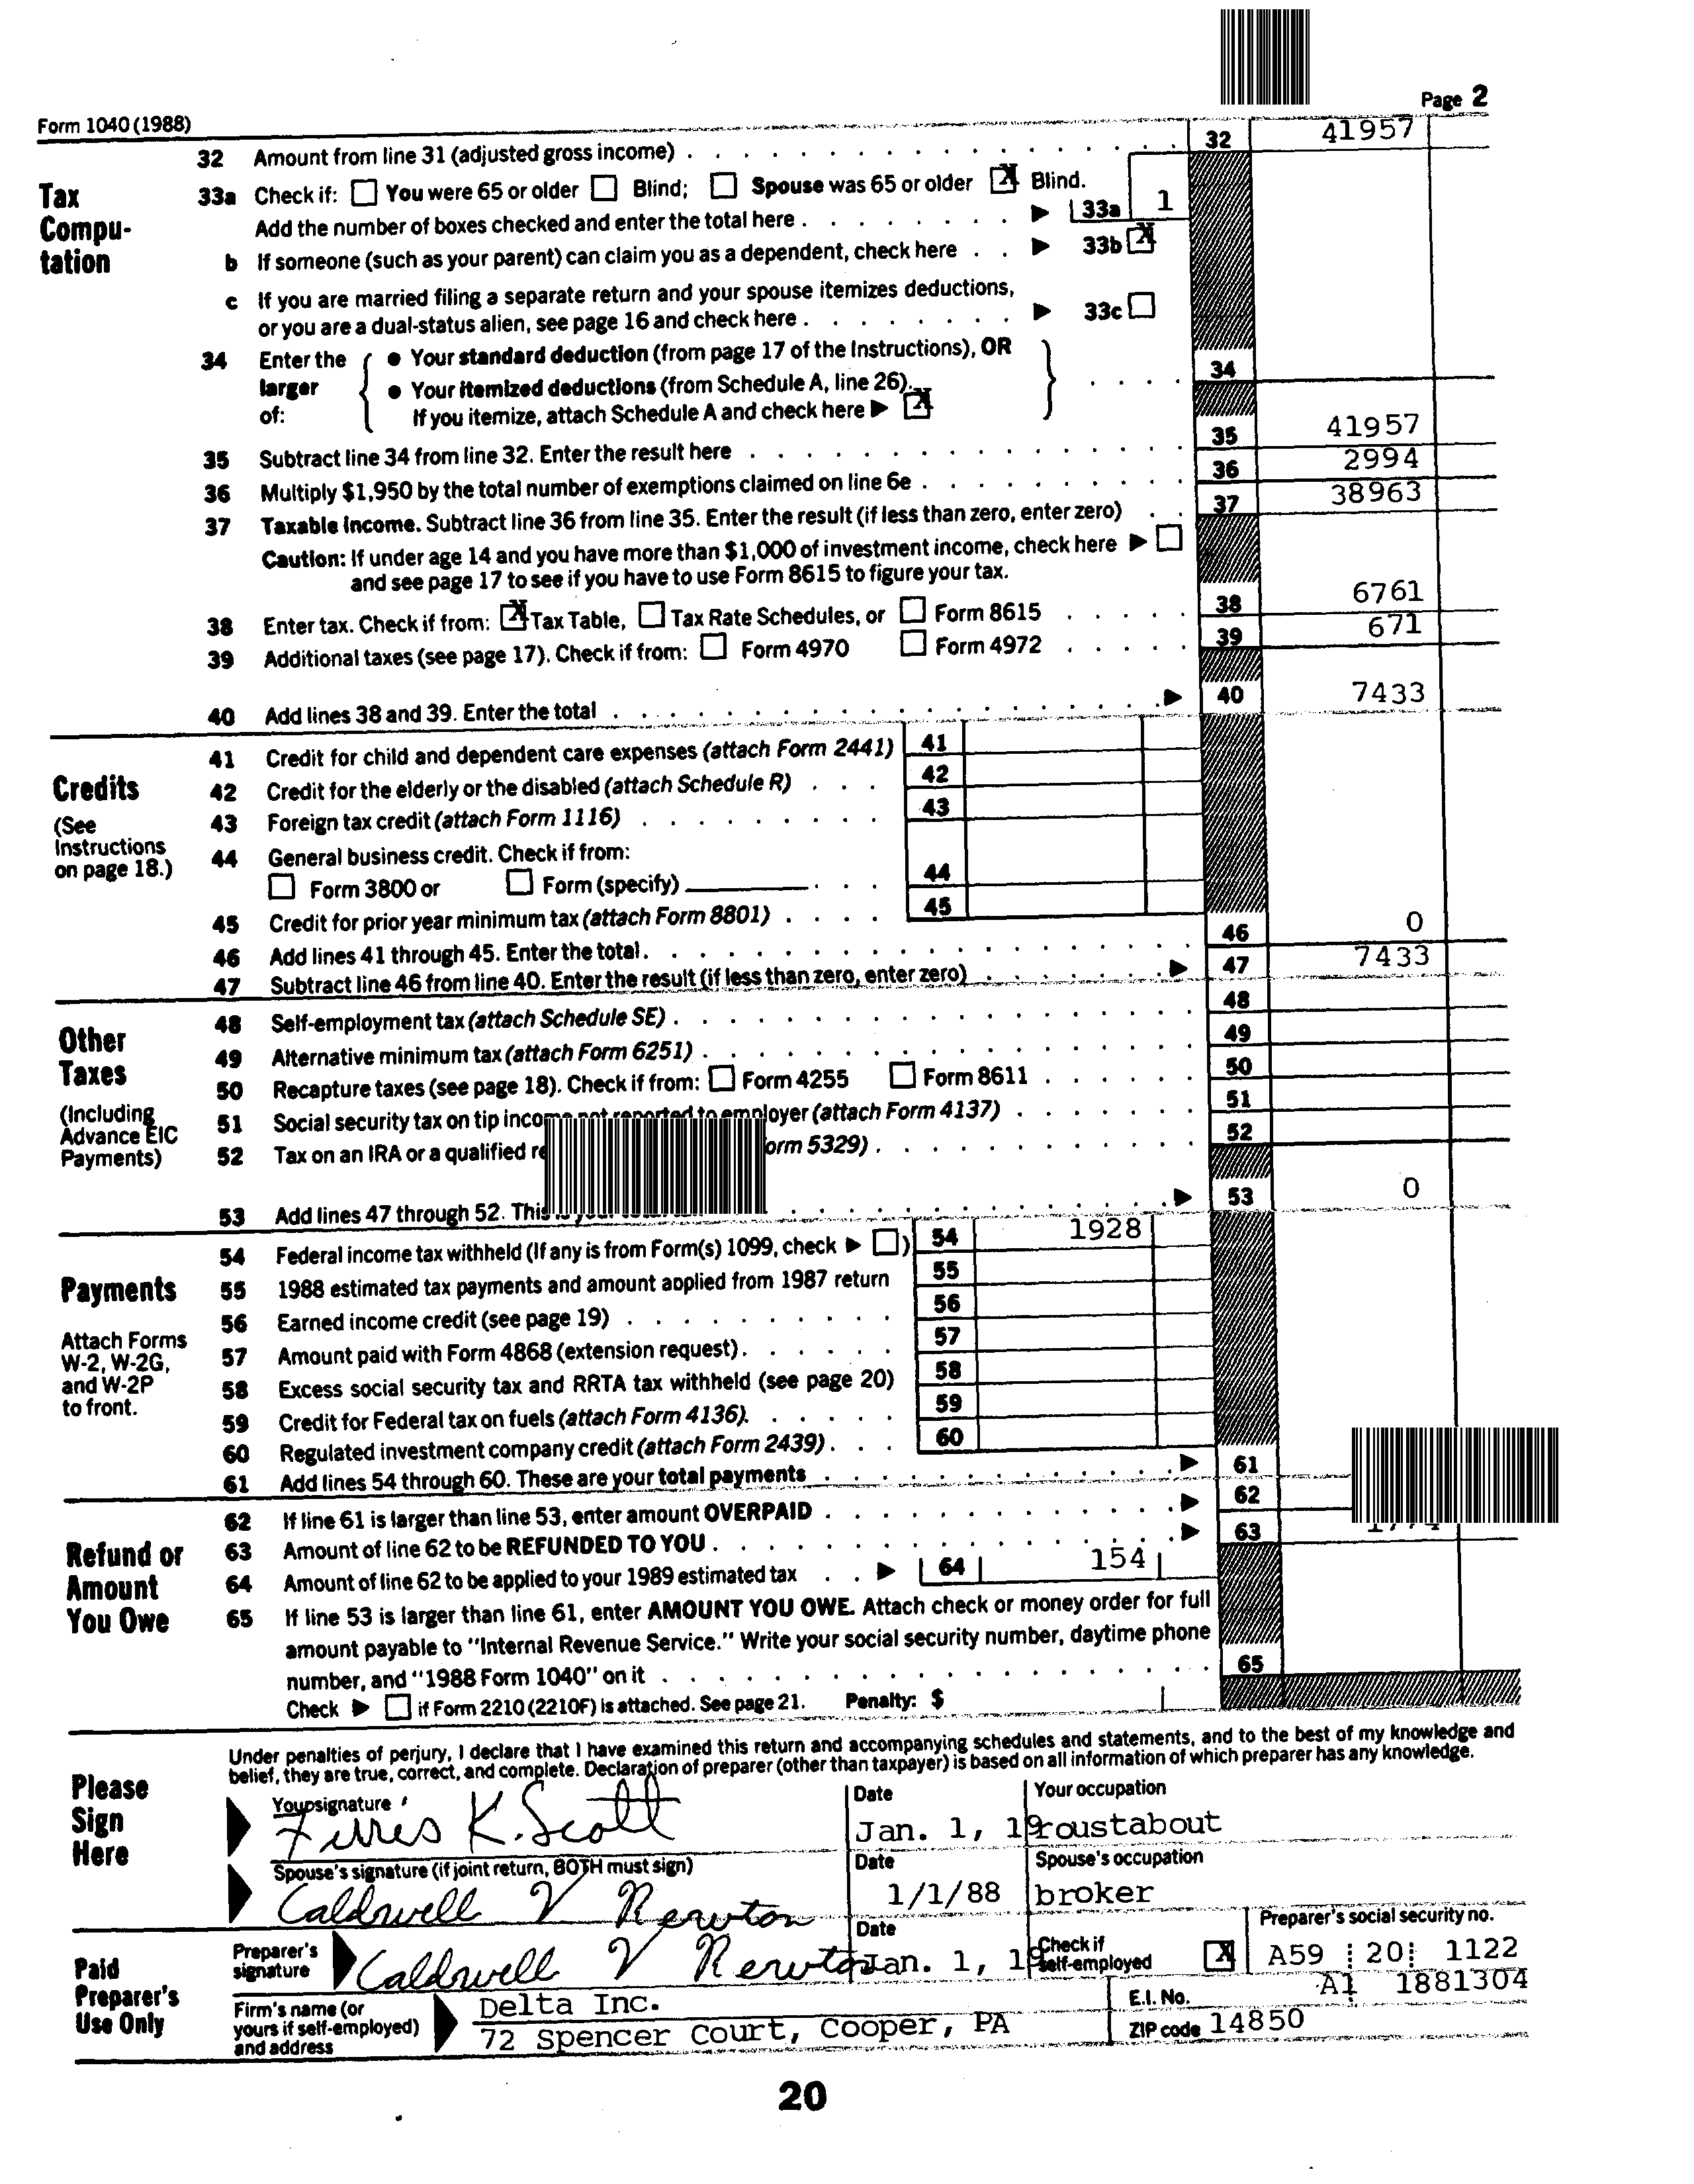 Page 2
Form 1040 (1988)
32 Amount from line 31 (adjusted gross income) 32 41957
Tax Compu- tation
33a Check if: You were 65 or older Blind; Spouse was 65 or older X Blind.
Add the number of boxes checked and enter the total here 33a 1
b If someone (such as your parent) can claim you as a dependent, check here 33b X
c If you are married filing a separate return and your spouse itemizes deductions,
or you are a dual-status alien, see page 16 and check here 33c
34 Enter the larger of:
● Your standard deduction (from page 17 of the Instructions), OR
● Your itemized deductions (from Schedule A, line 26).
If you itemize, attach Schedule A and check here X
34
35 Subtract line 34 from line 32. Enter the result here 35 41957
36 Multiply $1,950 by the total number of exemptions claimed on line 6e 36 2994
37 Taxable income. Subtract line 36 from line 35. Enter the result (if less than zero, enter zero) 37 38963
Caution: If under age 14 and you have more than $1,000 of investment income, check here
and see page 17 to see if you have to use Form 8615 to figure your tax.
38 Enter tax. Check if from: X Tax Table, Tax Rate Schedules, or Form 8615 38 6761
39 Additional taxes (see page 17). Check if from: Form 4970 Form 4972 39 671
40 Add lines 38 and 39. Enter the total 40 7433
Credits
(See Instructions on page 18.)
41 Credit for child and dependent care expenses (attach Form 2441) 41
42 Credit for the elderly or the disabled (attach Schedule R) 42
43 Foreign tax credit (attach Form 1116) 43
44 General business credit. Check if from:
Form 3800 or Form (specify) 44
45 Credit for prior year minimum tax (attach Form 8801) 45
46 Add lines 41 through 45. Enter the total. 46 0
47 Subtract line 46 from line 40. Enter the result (if less than zero, enter zero) 47 7433
Other Taxes
(Including Advance EIC Payments)
48 Self-employment tax (attach Schedule SE) 48
49 Alternative minimum tax (attach Form 6251) 49
50 Recapture taxes (see page 18). Check if from: Form 4255 Form 8611 50
51 Social security tax on tip income not reported to employer (attach Form 4137) 51
52 Tax on an IRA or a qualified orm 5329) 52
53 Add lines 47 through 52. This 53 0
Payments
Attach Forms W-2, W-2G, and W-2P to front.
54 Federal income tax withheld (If any is from Form(s) 1099, check ) 54 1928
55 1988 estimated tax payments and amount applied from 1987 return 55
56 Earned income credit (see page 19) 56
57 Amount paid with Form 4868 (extension request) 57
58 Excess social security tax and RRTA tax withheld (see page 20) 58
59 Credit for Federal tax on fuels (attach Form 4136) 59
60 Regulated investment company credit (attach Form 2439) 60
61 Add lines 54 through 60. These are your total payments 61
Refund or Amount You Owe
62 If line 61 is larger than line 53, enter amount OVERPAID 62
63 Amount of line 62 to be REFUNDED TO YOU 63
64 Amount of line 62 to be applied to your 1989 estimated tax 64 154
65 If line 53 is larger than line 61, enter AMOUNT YOU OWE. Attach check or money order for full
amount payable to "Internal Revenue Service." Write your social security number, daytime phone
number, and "1988 Form 1040" on it 65
Check if Form 2210 (2210F) is attached. See page 21. Penalty: $
Please Sign Here
Under penalties of perjury, I declare that I have examined this return and accompanying schedules and statements, and to the best of my knowledge and
belief, they are true, correct, and complete. Declaration of preparer (other than taxpayer) is based on all information of which preparer has any knowledge.
Your signature Date Your occupation
K. Scott Jan. 1, 19 roustabout
Spouse's signature (if joint return, BOTH must sign) Date Spouse's occupation
Caldwell V 1/1/88 broker
Paid Preparer's Use Only
Preparer's signature Date Check if self-employed X Preparer's social security no.
Caldwell V Jan. 1, 19 A59 20 1122
Firm's name (or yours if self-employed) and address
Delta Inc. E.I. No. A1 1881304
72 Spencer Court, Cooper, PA ZIP code 14850
20